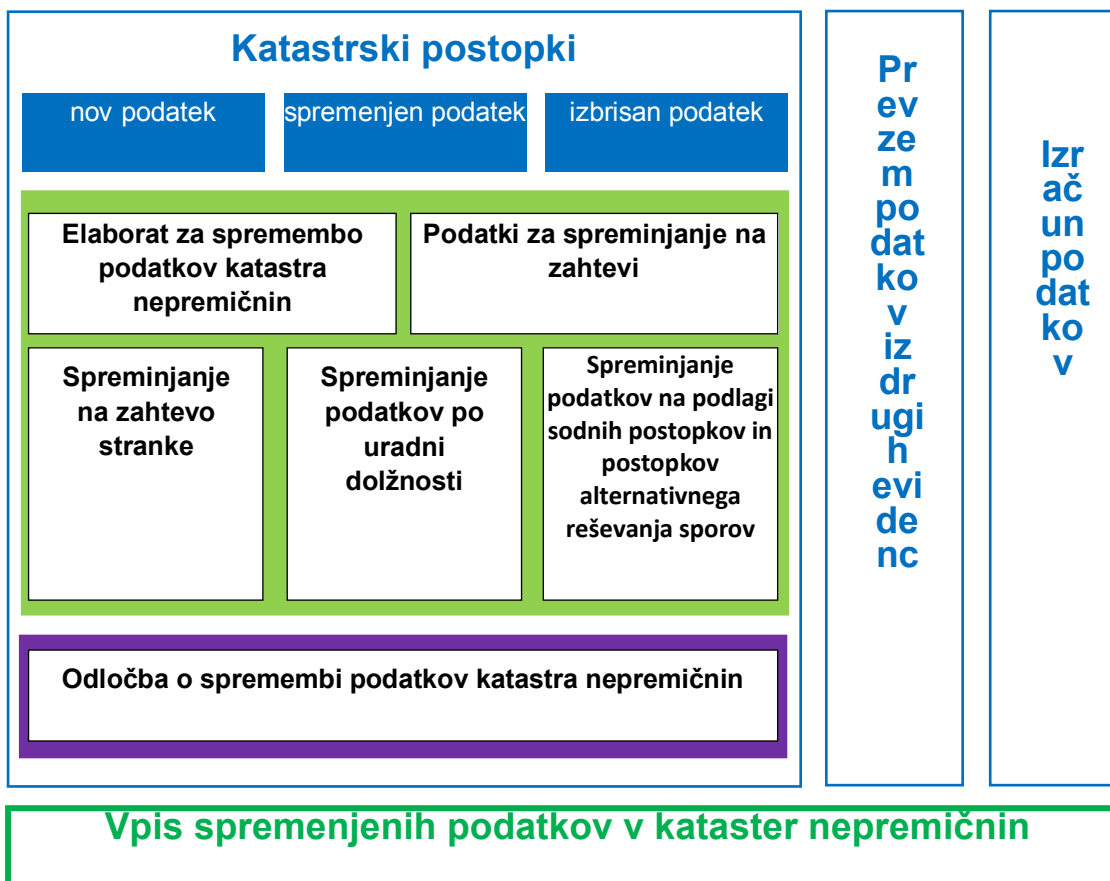 Katastrski postopki
nov podatek
spremenjen podatek
izbrisan podatek
Elaborat za spremembo
podatkov katastra
nepremičnin
Podatki za spreminjanje na
zahtevi
Spreminjanje
na zahtevo
stranke
Spreminjanje
podatkov po
uradni
dolžnosti
Spreminjanje
podatkov na podlagi
sodnih postopkov in
postopkov
alternativnega
reševanja sporov
Odločba o spremembi podatkov katastra nepremičnin
Pr
ev
ze
m
po
dat
ko
v
iz
dr
ugi
h
evi
de
nc
Izr
ač
un
po
dat
ko
v
Vpis spremenjenih podatkov v kataster nepremičnin